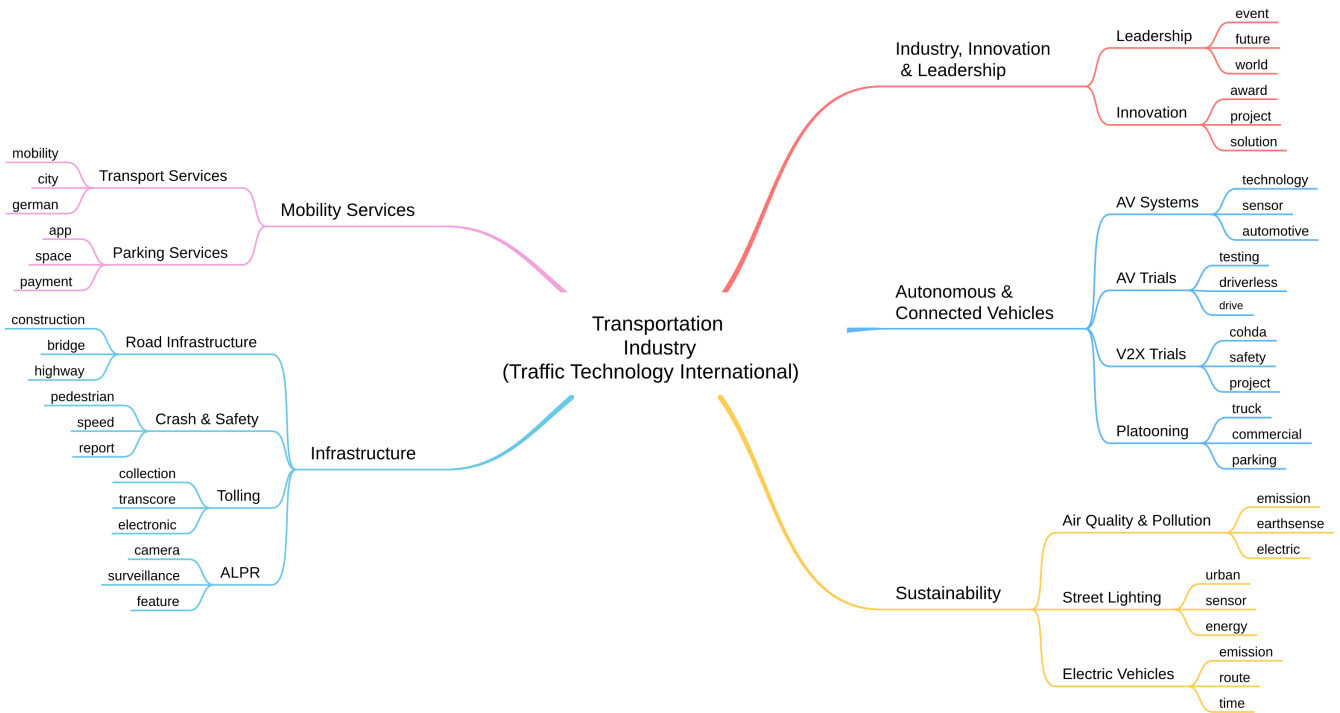 Transportation
Industry
(Traffic Technology International)
Industry, Innovation
& Leadership
Leadership
event
future
world
Innovation
award
project
solution
Autonomous &
Connected Vehicles
AV Systems
technology
sensor
automotive
AV Trials
testing
driverless
drive
V2X Trials
cohda
safety
project
Platooning
truck
commercial
parking
Sustainability
Air Quality & Pollution
emission
earthsense
electric
Street Lighting
urban
sensor
energy
Electric Vehicles
emission
route
time
Mobility Services
Transport Services
mobility
city
german
Parking Services
app
space
payment
Infrastructure
Road Infrastructure
construction
bridge
highway
Crash & Safety
pedestrian
speed
report
Tolling
collection
transcore
electronic
ALPR
camera
surveillance
feature